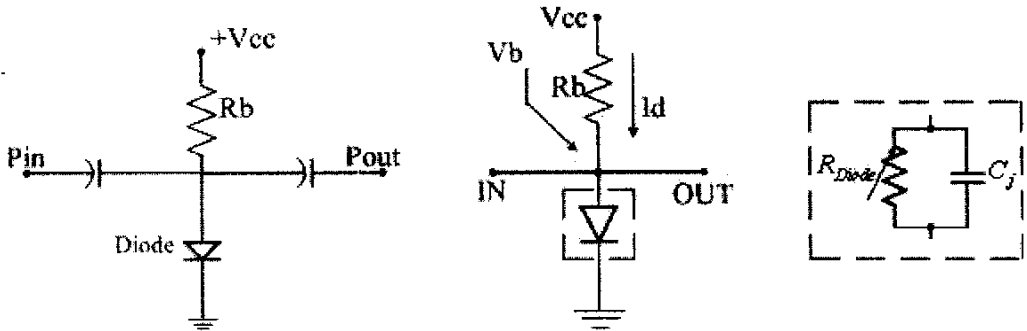 +Vcc
Rb
Pin
Pout
Diode
Vcc
Vb
Rb
Id
IN
OUT
R_Diode
C_j